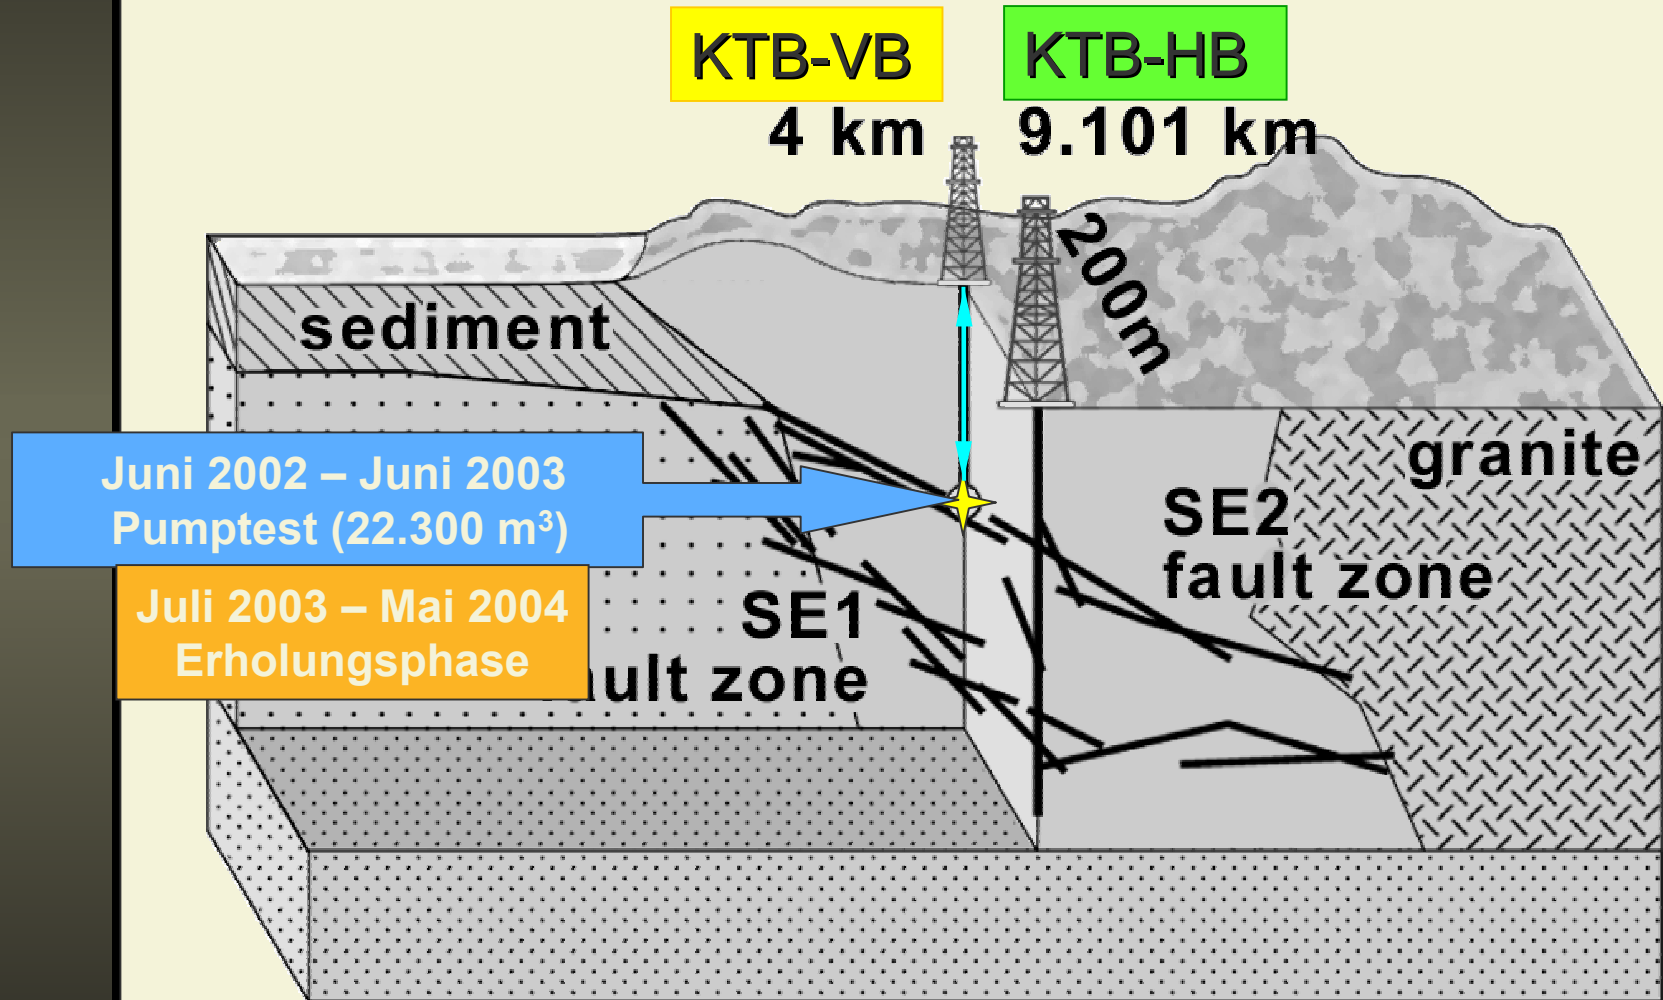 KTB-VB
KTB-HB
4 km
9.101 km
200m
sediment
granite
Juni 2002 – Juni 2003
Pumptest (22.300 m³)
SE2
fault zone
Juli 2003 – Mai 2004
Erholungsphase
SE1
ault zone